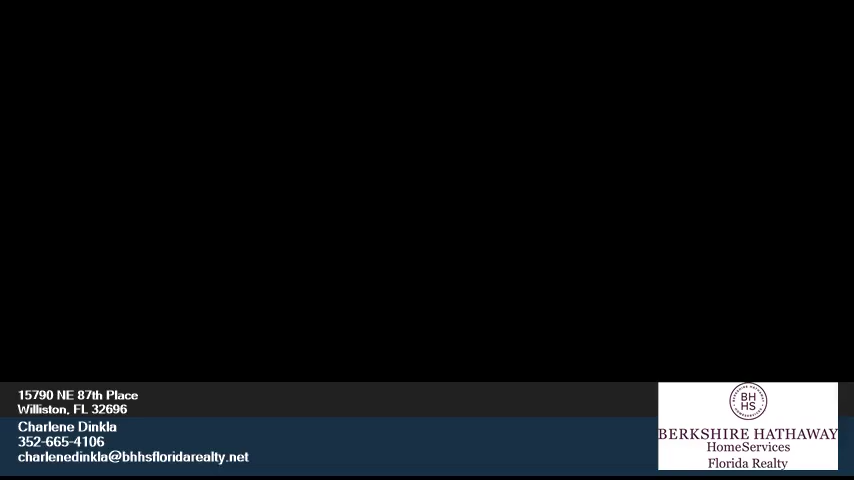 15790 NE 87th Place
Williston, FL 32696
Charlene Dinkla
352-665-4106
charlenedinkla@bhhsfloridarealty.net
BH
HS
BERKSHIRE HATHAWAY
HomeServices
Florida Realty